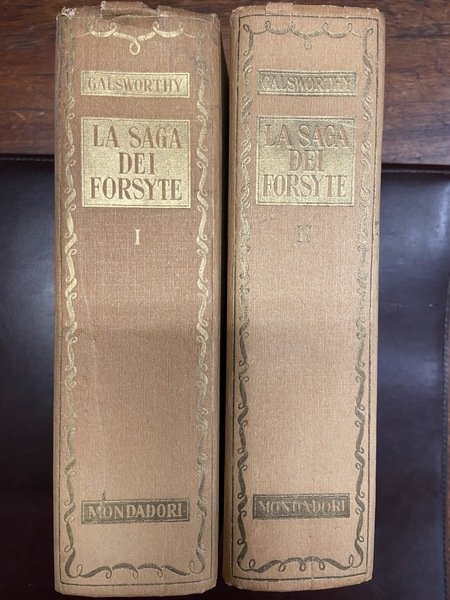 GALSWORTHY
LA SAGA
DEI
FORSYTE
I
MONDADORI
GALSWORTHY
LA SAGA
DEI
FORSYTE
II
MONDADORI